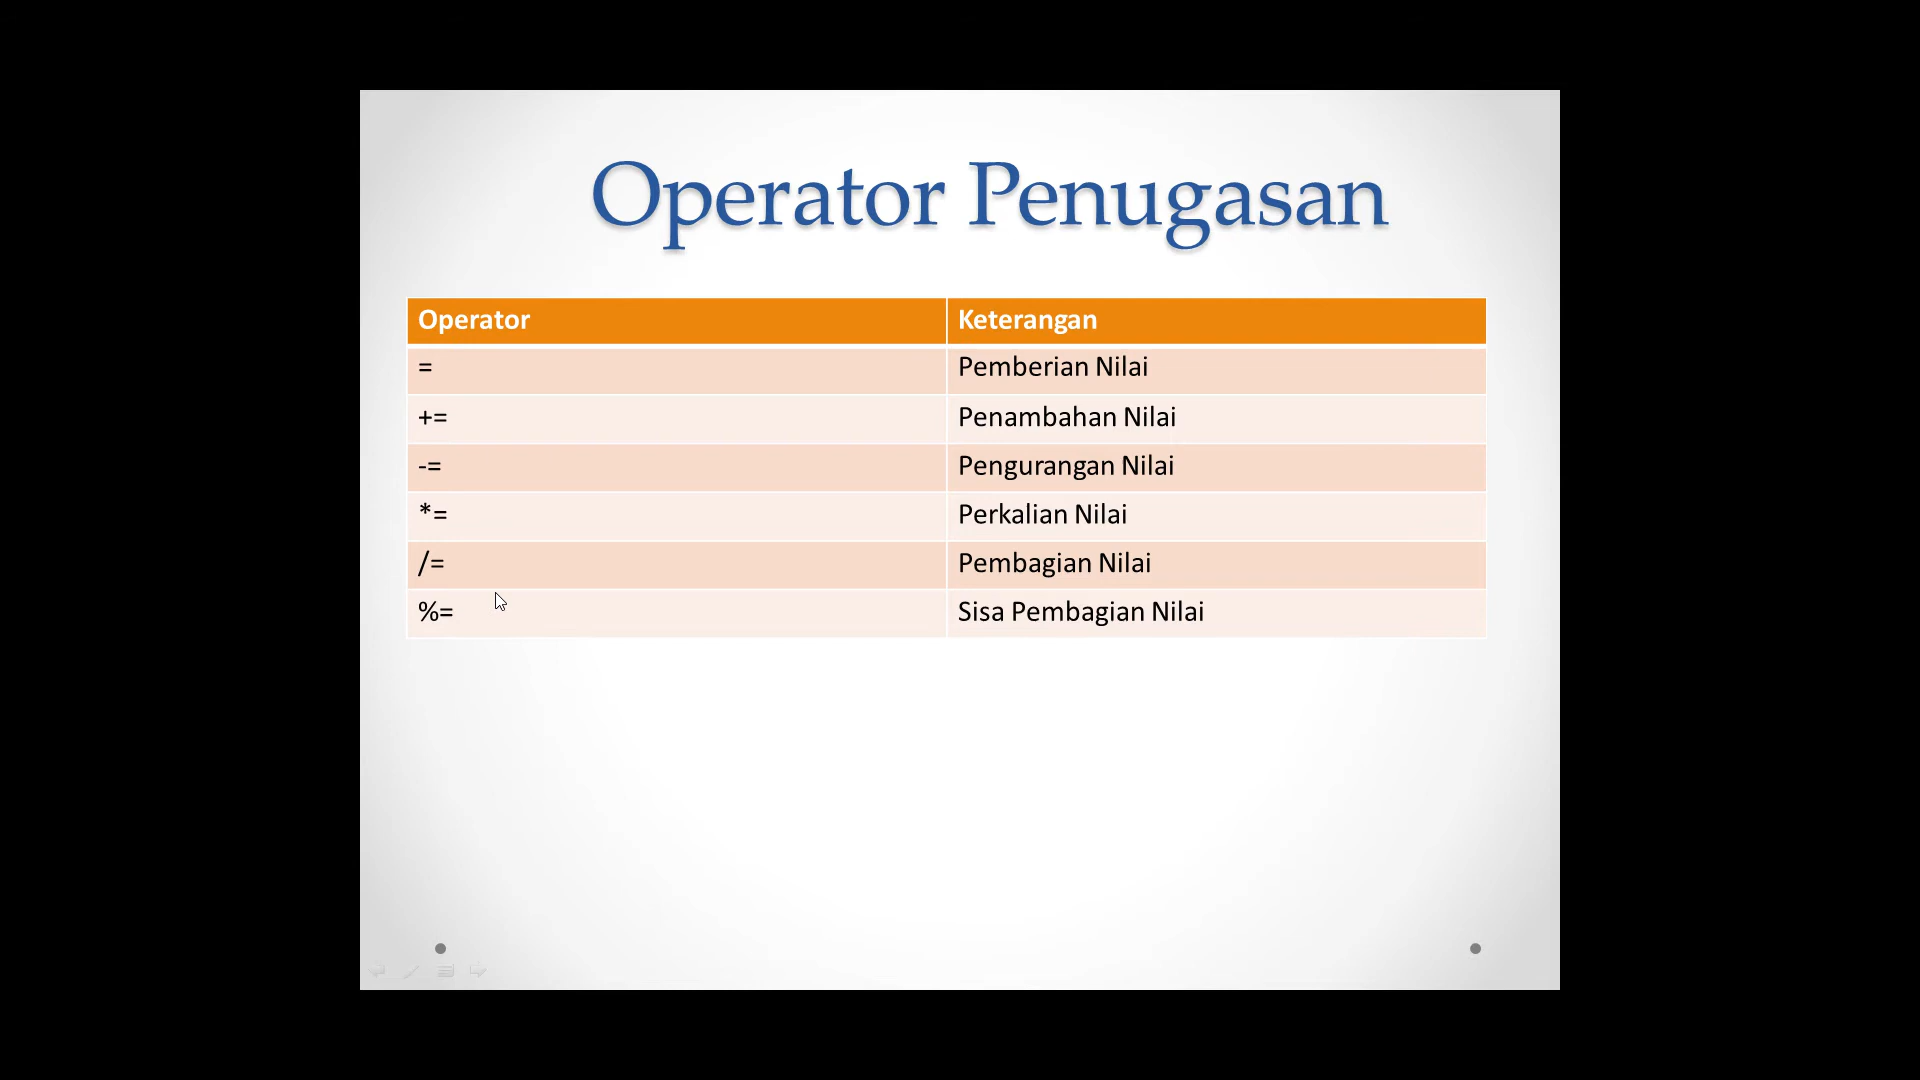 Operator Penugasan
Operator Keterangan
= Pemberian Nilai
+= Penambahan Nilai
-= Pengurangan Nilai
*= Perkalian Nilai
/= Pembagian Nilai
%= Sisa Pembagian Nilai